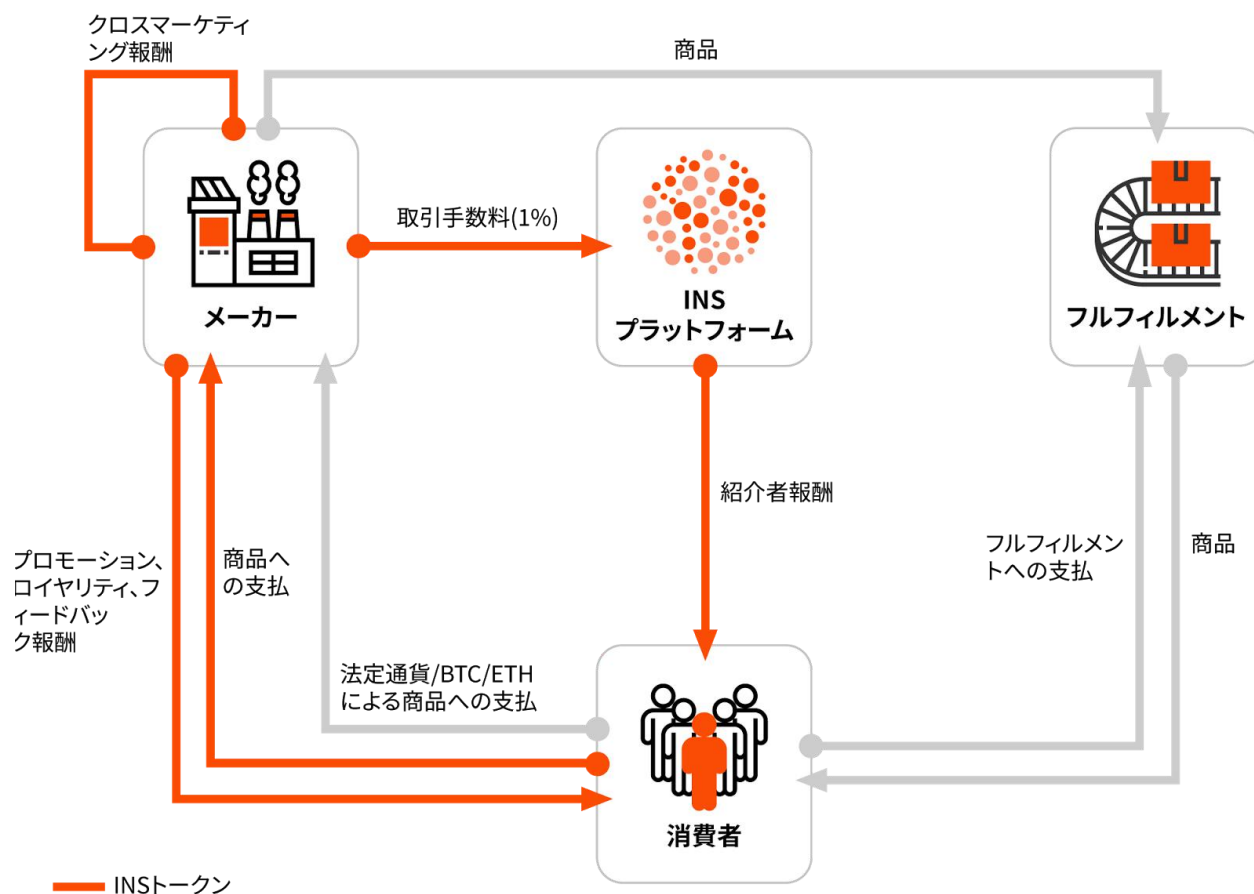 クロスマーケティ
ング報酬
商品
取引手数料(1%)
メーカー
INS
プラットフォーム
フルフィルメント
紹介者報酬
プロモーション、
ロイヤリティ、フ
ィードバッ
ク報酬
商品へ
の支払
フルフィルメン
トへの支払
商品
法定通貨/BTC/ETH
による商品への支払
消費者
INSトークン